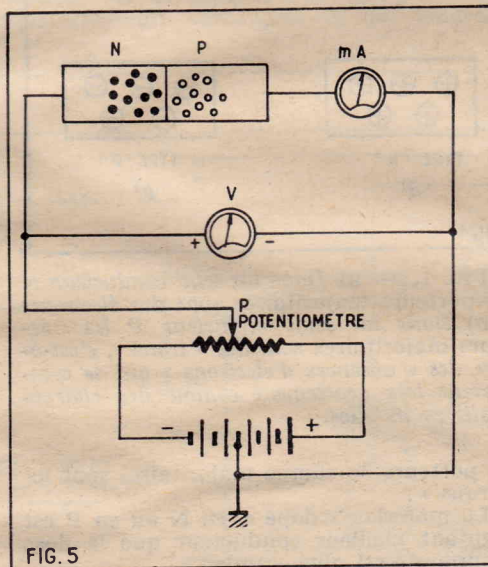 N P mA
V
+ -
P
POTENTIOMETRE
- +
FIG. 5